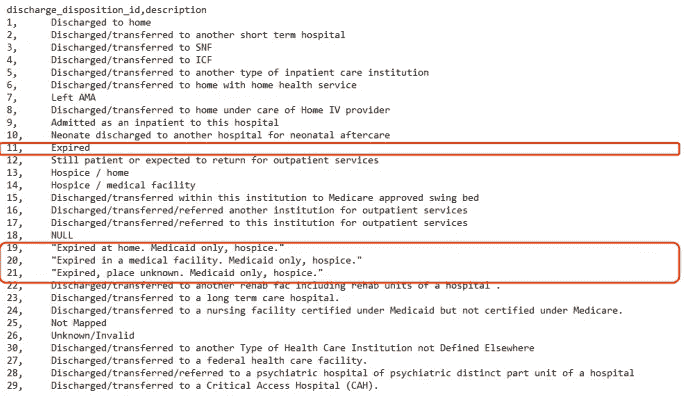 discharge_disposition_id,description
1, Discharged to home
2, Discharged/transferred to another short term hospital
3, Discharged/transferred to SNF
4, Discharged/transferred to ICF
5, Discharged/transferred to another type of inpatient care institution
6, Discharged/transferred to home with home health service
7, Left AMA
8, Discharged/transferred to home under care of Home IV provider
9, Admitted as an inpatient to this hospital
10, Neonate discharged to another hospital for neonatal aftercare
11, Expired
12, Still patient or expected to return for outpatient services
13, Hospice / home
14, Hospice / medical facility
15, Discharged/transferred within this institution to Medicare approved swing bed
16, Discharged/transferred/referred another institution for outpatient services
17, Discharged/transferred/referred to this institution for outpatient services
18, NULL
19, "Expired at home. Medicaid only, hospice."
20, "Expired in a medical facility. Medicaid only, hospice."
21, "Expired, place unknown. Medicaid only, hospice."
22, Discharged/transferred to another rehab fac including rehab units of a hospital .
23, Discharged/transferred to a long term care hospital.
24, Discharged/transferred to a nursing facility certified under Medicaid but not certified under Medicare.
25, Not Mapped
26, Unknown/Invalid
30, Discharged/transferred to another Type of Health Care Institution not Defined Elsewhere
27, Discharged/transferred to a federal health care facility.
28, Discharged/transferred/referred to a psychiatric hospital of psychiatric distinct part unit of a hospital
29, Discharged/transferred to a Critical Access Hospital (CAH).